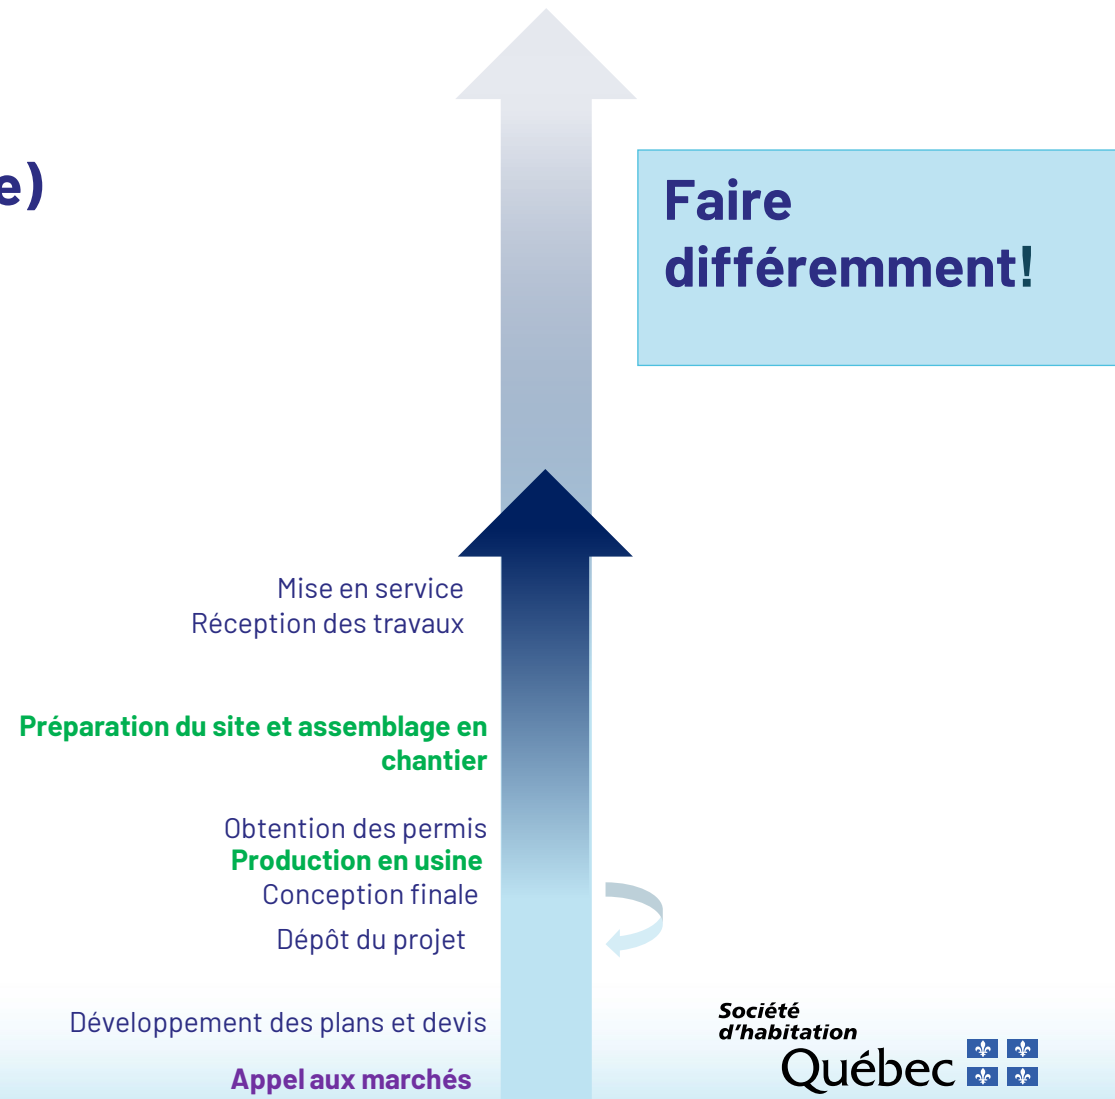 e)
Faire
différemment!
Mise en service
Réception des travaux
Préparation du site et assemblage en
chantier
Obtention des permis
Production en usine
Conception finale
Dépôt du projet
Développement des plans et devis
Appel aux marchés
Société
d'habitation
Québec